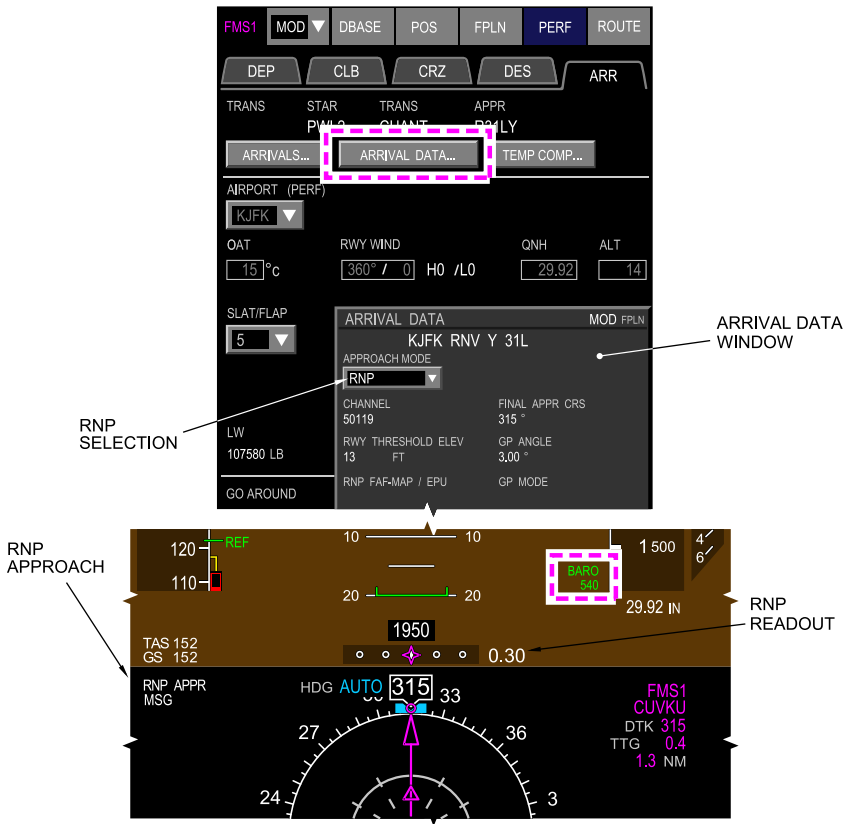 FMS1 MOD DBASE POS FPLN PERF ROUTE
DEP CLB CRZ DES ARR
TRANS STAR TRANS APPR
ARRIVALS... ARRIVAL DATA... TEMP COMP...
AIRPORT (PERF)
KJFK
OAT RWY WIND QNH ALT
15 °C 360° / 0 H0 /L0 29.92 14
SLAT/FLAP
5
ARRIVAL DATA MOD FPLN
KJFK RNV Y 31L
APPROACH MODE
RNP
CHANNEL FINAL APPR CRS
50119 315 °
RWY THRESHOLD ELEV GP ANGLE
13 FT 3.00 °
RNP FAF-MAP / EPU GP MODE
LW
107580 LB
GO AROUND
ARRIVAL DATA
WINDOW
RNP
SELECTION
RNP
APPROACH
120 REF
110
10 10
20 20
1 500
4
6
BARO
540
29.92 IN
RNP
READOUT
1950
0.30
TAS 152
GS 152
RNP APPR
MSG
HDG AUTO 315
33
27 36
24 3
FMS1
CUVKU
DTK 315
TTG 0.4
1.3 NM